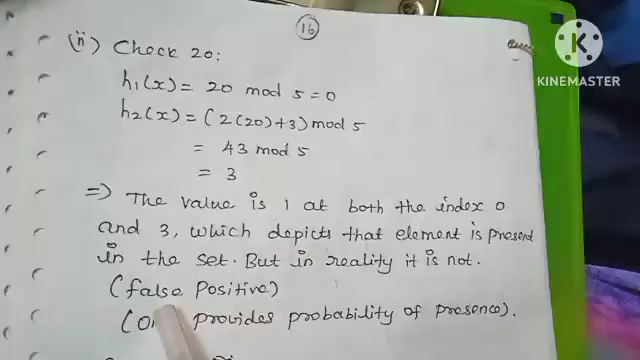 16
(ii) Check 20:
h1(x) = 20 mod 5 = 0
h2(x) = (2(20)+3) mod 5
= 43 mod 5
= 3
=> The value is 1 at both the index 0
and 3, which depicts that element is present
in the set. But in reality it is not.
(false positive)
provides probability of presence).
KINEMASTER